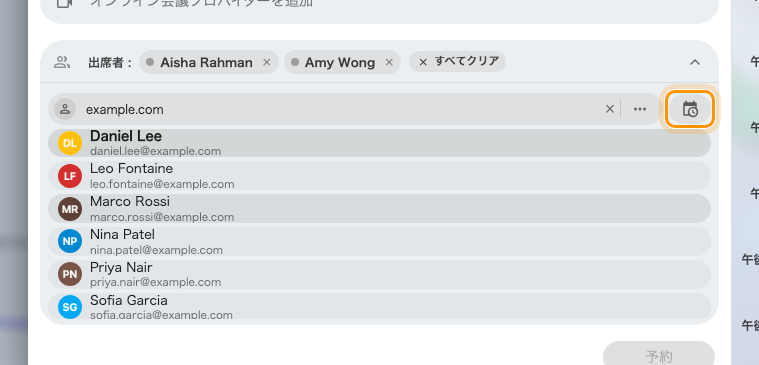 オンライン会議プロバイダーを追加
出席者： Aisha Rahman × Amy Wong × × すべてクリア
example.com × ...
DL Daniel Lee
daniel.lee@example.com
LF Leo Fontaine
leo.fontaine@example.com
MR Marco Rossi
marco.rossi@example.com
NP Nina Patel
nina.patel@example.com
PN Priya Nair
priya.nair@example.com
SG Sofia Garcia
sofia.garcia@example.com
予約
午
午
午
午後
午後